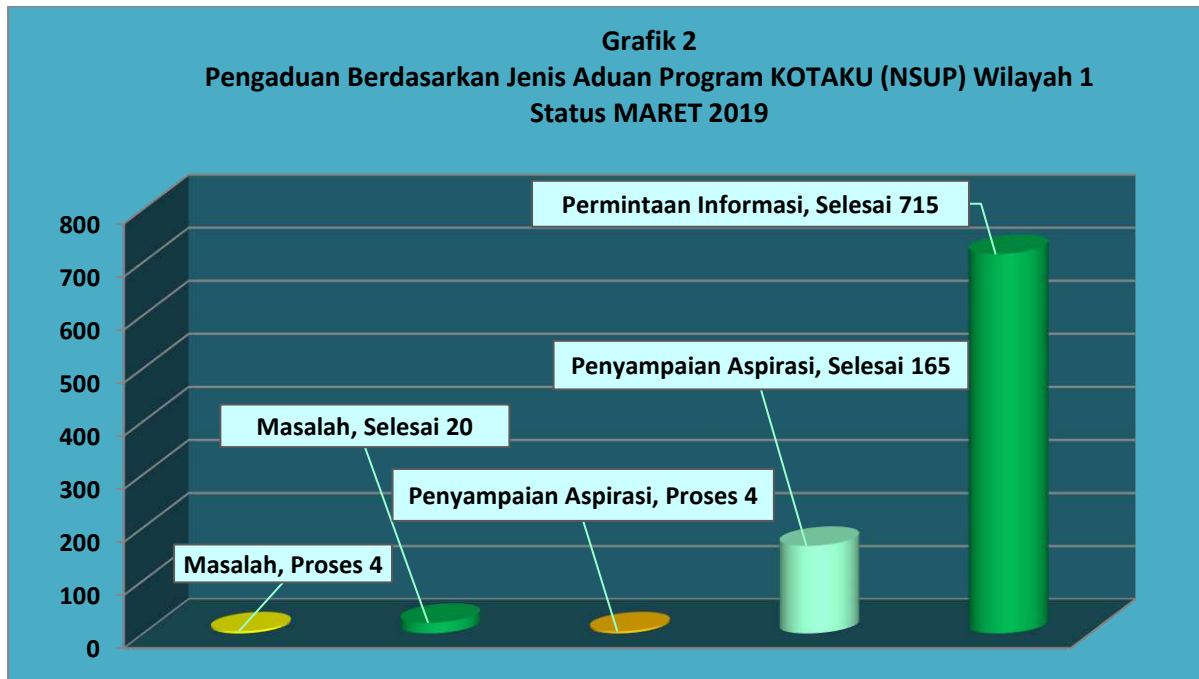 Grafik 2
Pengaduan Berdasarkan Jenis Aduan Program KOTAKU (NSUP) Wilayah 1
Status MARET 2019
800
700
600
500
400
300
200
100
0
Permintaan Informasi, Selesai 715
Penyampaian Aspirasi, Selesai 165
Masalah, Selesai 20
Penyampaian Aspirasi, Proses 4
Masalah, Proses 4